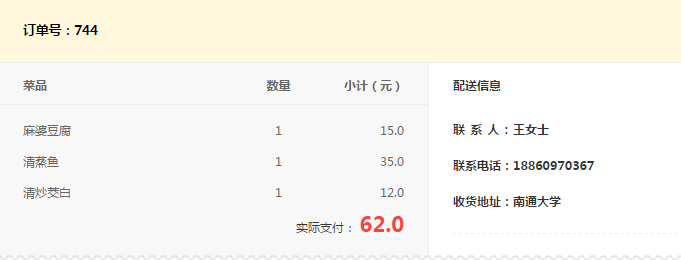 订单号：744
菜品 数量 小计（元）
麻婆豆腐 1 15.0
清蒸鱼 1 35.0
清炒茭白 1 12.0
实际支付： 62.0
配送信息
联 系 人：王女士
联系电话：18860970367
收货地址：南通大学